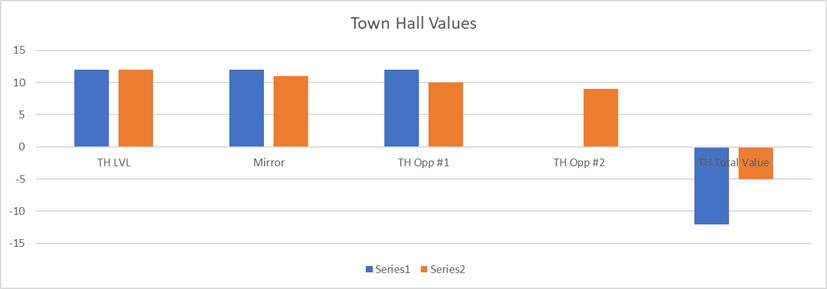 Town Hall Values
15
10
5
0
-5
-10
-15
TH LVL
Mirror
TH Opp #1
TH Opp #2
TH Total Value
Series1
Series2